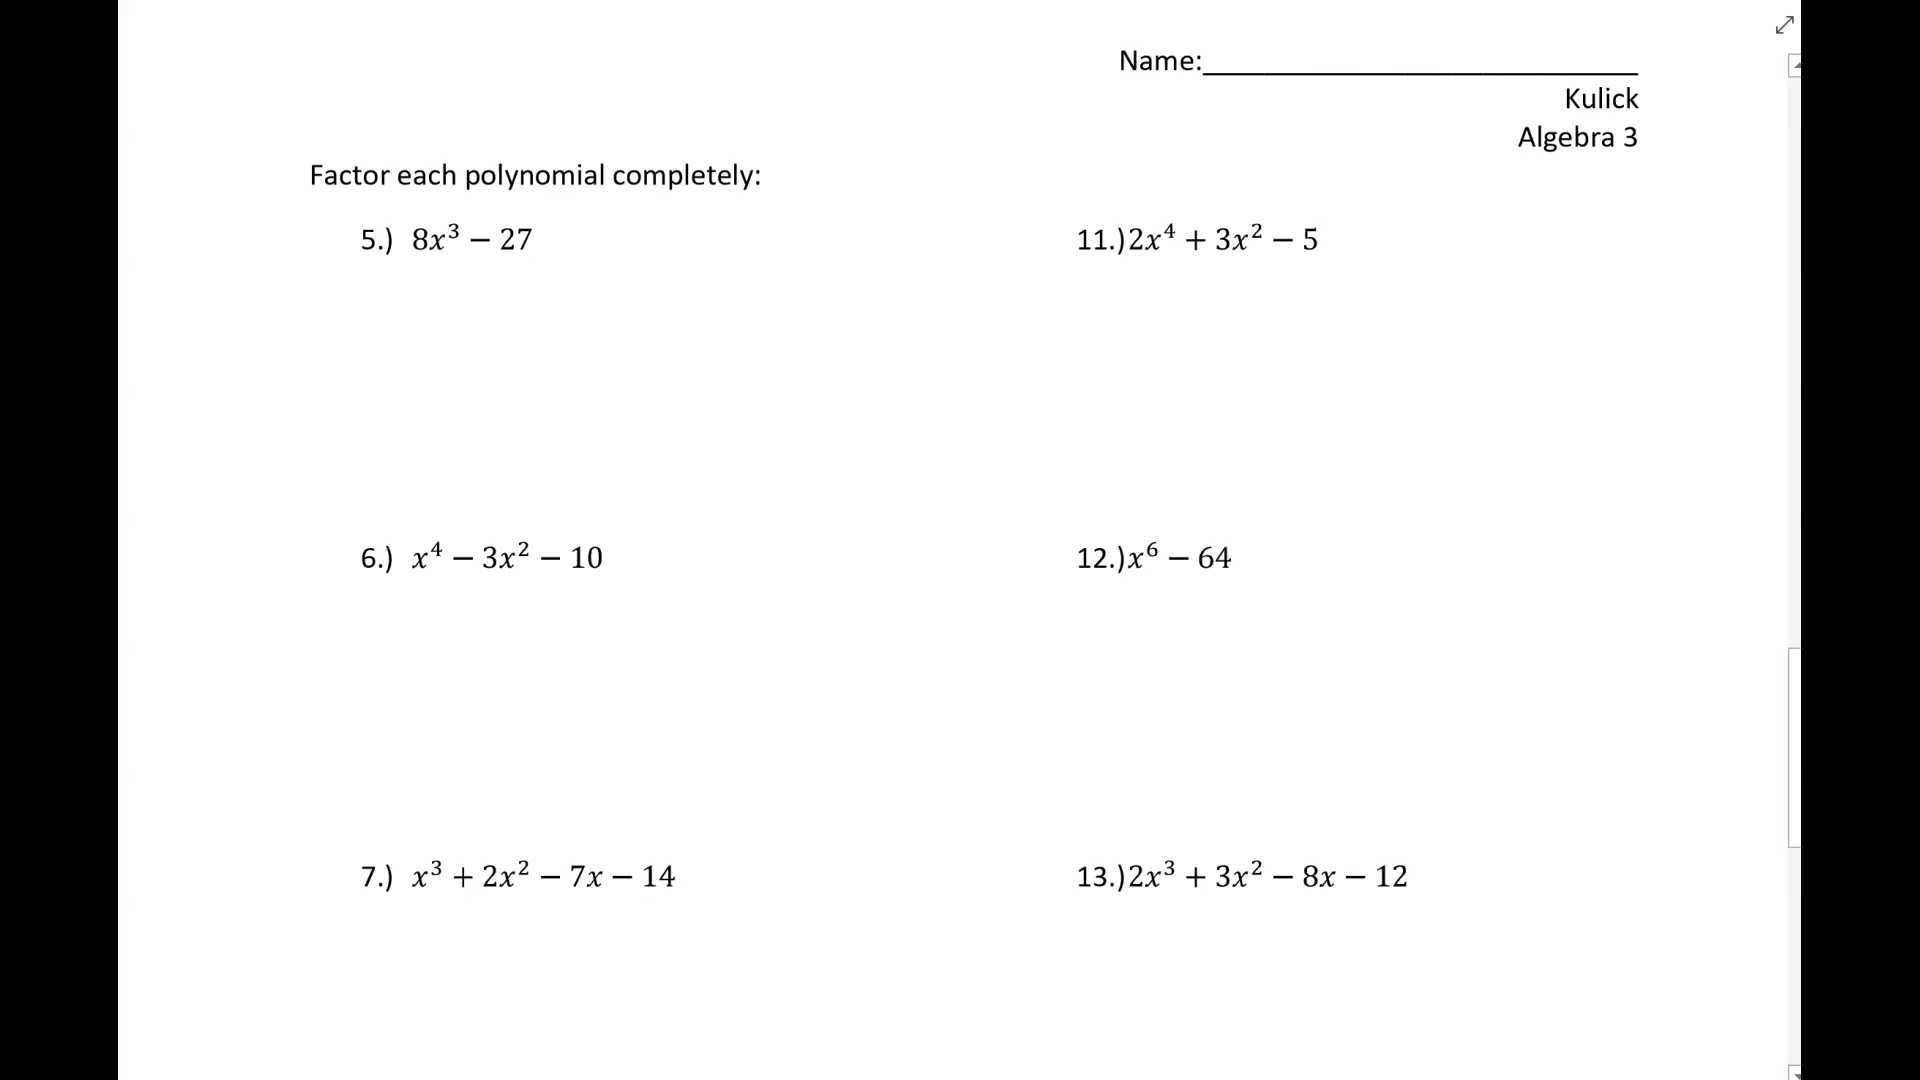 Name:____________________________
Kulick
Algebra 3
Factor each polynomial completely:
5.) 8x³ − 27
11.)2x⁴ + 3x² − 5
6.) x⁴ − 3x² − 10
12.)x⁶ − 64
7.) x³ + 2x² − 7x − 14
13.)2x³ + 3x² − 8x − 12